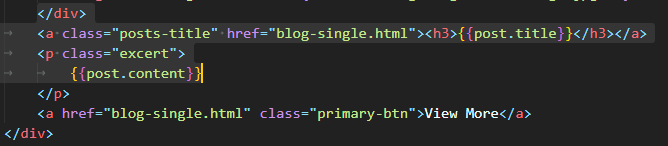 </div>
<a class="posts-title" href="blog-single.html"><h3>{{post.title}}</h3></a>
<p class="excert">
{{post.content}}
</p>
<a href="blog-single.html" class="primary-btn">View More</a>
</div>